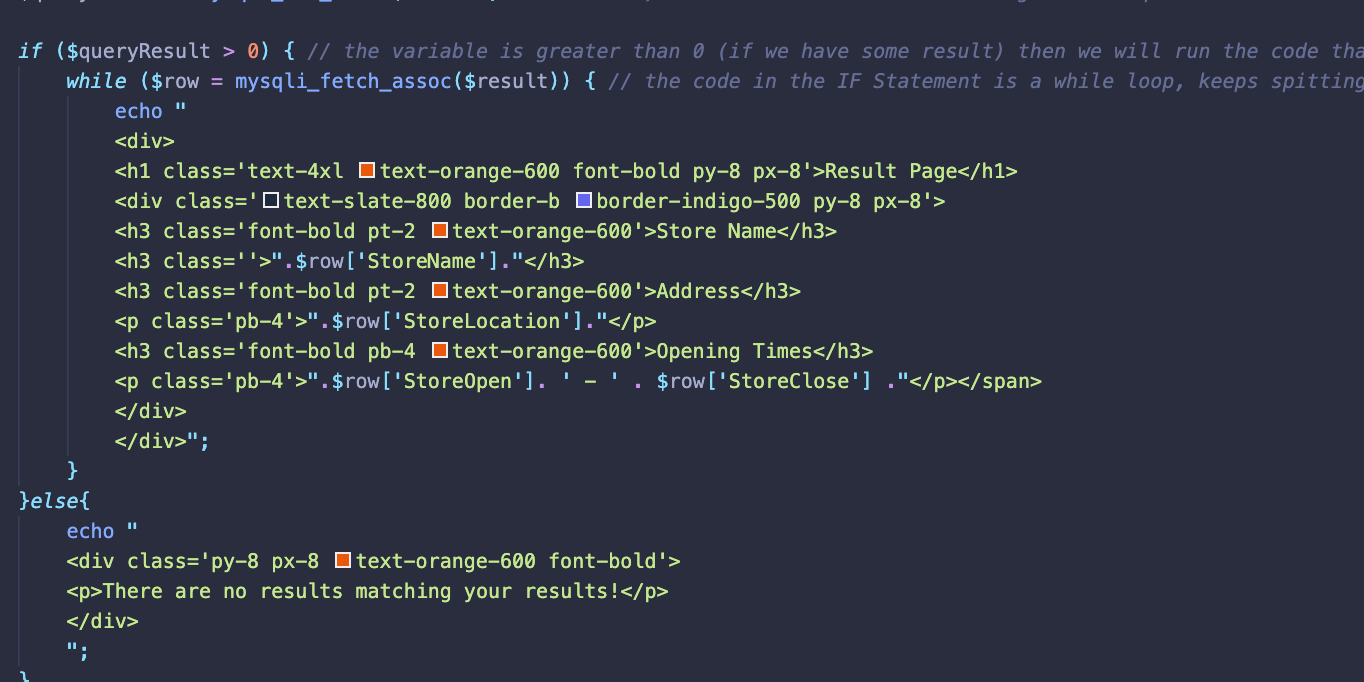 if ($queryResult > 0) { // the variable is greater than 0 (if we have some result) then we will run the code
while ($row = mysqli_fetch_assoc($result)) { // the code in the IF Statement is a while loop, keeps spitting
echo "
<div>
<h1 class='text-4xl text-orange-600 font-bold py-8 px-8'>Result Page</h1>
<div class='text-slate-800 border-b border-indigo-500 py-8 px-8'>
<h3 class='font-bold pt-2 text-orange-600'>Store Name</h3>
<h3 class=''>".$row['StoreName']."</h3>
<h3 class='font-bold pt-2 text-orange-600'>Address</h3>
<p class='pb-4'>".$row['StoreLocation']."</p>
<h3 class='font-bold pb-4 text-orange-600'>Opening Times</h3>
<p class='pb-4'>".$row['StoreOpen']. ' - ' . $row['StoreClose'] ."</p></span>
</div>
</div>";
}
}else{
echo "
<div class='py-8 px-8 text-orange-600 font-bold'>
<p>There are no results matching your results!</p>
</div>
";
}